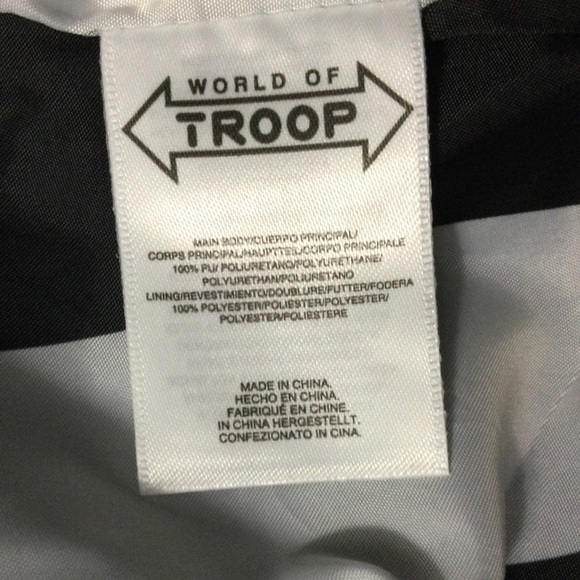 WORLD OF
TROOP
MAIN BODY/CUERPO PRINCIPAL/
CORPS PRINCIPAL/HAUPTTEIL/CORPO PRINCIPALE
100% PU/ POLIURETANO/POLYURETHANE/
POLYURETHAN/POLIURETANO
LINING/REVESTIMIENTO/DOUBLURE/FUTTER/FODERA
100% POLYESTER/POLIESTER/POLYESTER/
POLYESTER/POLIESTERE
MADE IN CHINA.
HECHO EN CHINA.
FABRIQUÉ EN CHINE.
IN CHINA HERGESTELLT.
CONFEZIONATO IN CINA.